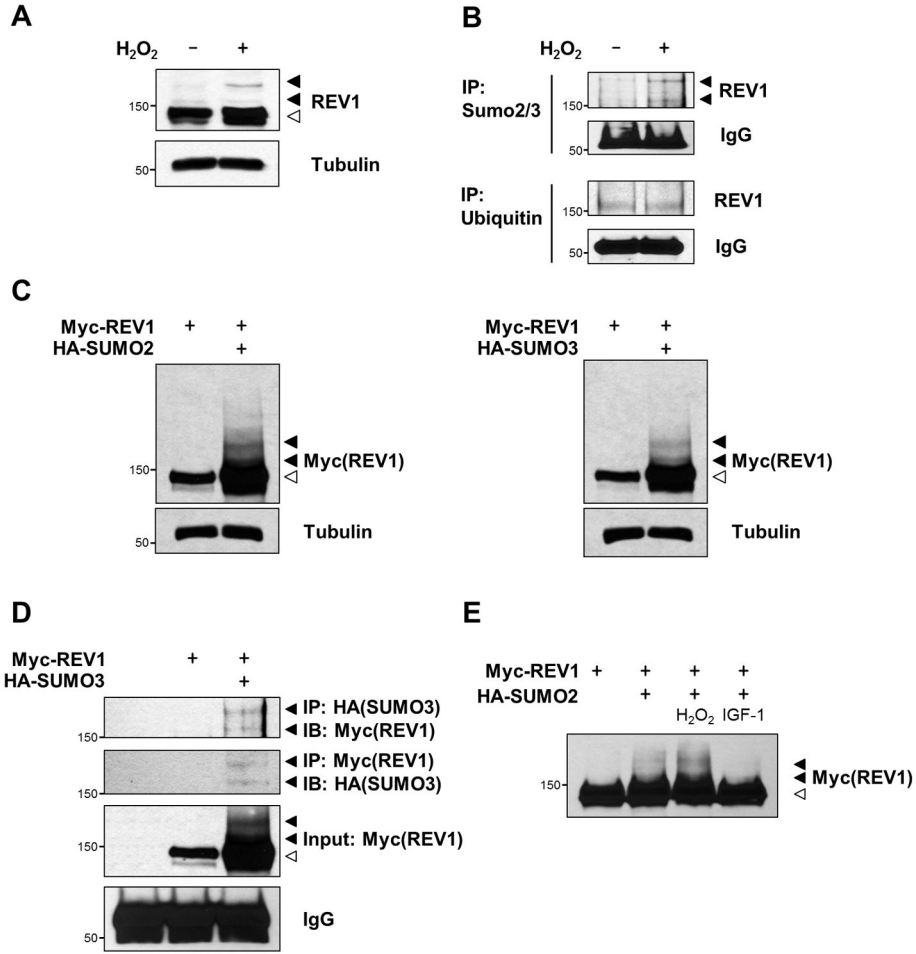 A
H₂O₂ − +
150
REV1
50
Tubulin
B
H₂O₂ − +
IP:
Sumo2/3
150
REV1
50
IgG
IP:
Ubiquitin
150
REV1
50
IgG
C
Myc-REV1 + +
HA-SUMO2 +
150
Myc(REV1)
50
Tubulin
Myc-REV1 + +
HA-SUMO3 +
150
Myc(REV1)
50
Tubulin
D
Myc-REV1 + +
HA-SUMO3 +
IP: HA(SUMO3)
IB: Myc(REV1)
150
IP: Myc(REV1)
IB: HA(SUMO3)
150
150
Input: Myc(REV1)
IgG
50
E
Myc-REV1 + + + +
HA-SUMO2 + + +
H₂O₂ IGF-1
150
Myc(REV1)